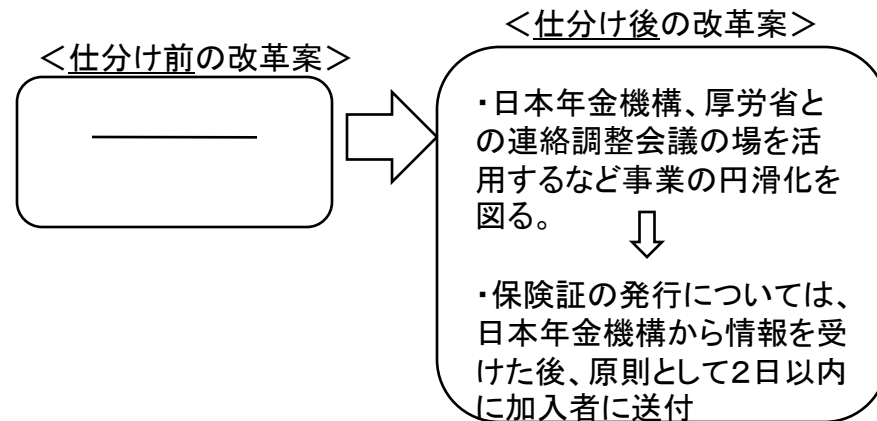 ＜仕分け前の改革案＞
＜仕分け後の改革案＞
・日本年金機構、厚労省と
の連絡調整会議の場を活
用するなど事業の円滑化を
図る。
・保険証の発行については、
日本年金機構から情報を受
けた後、原則として２日以内
に加入者に送付